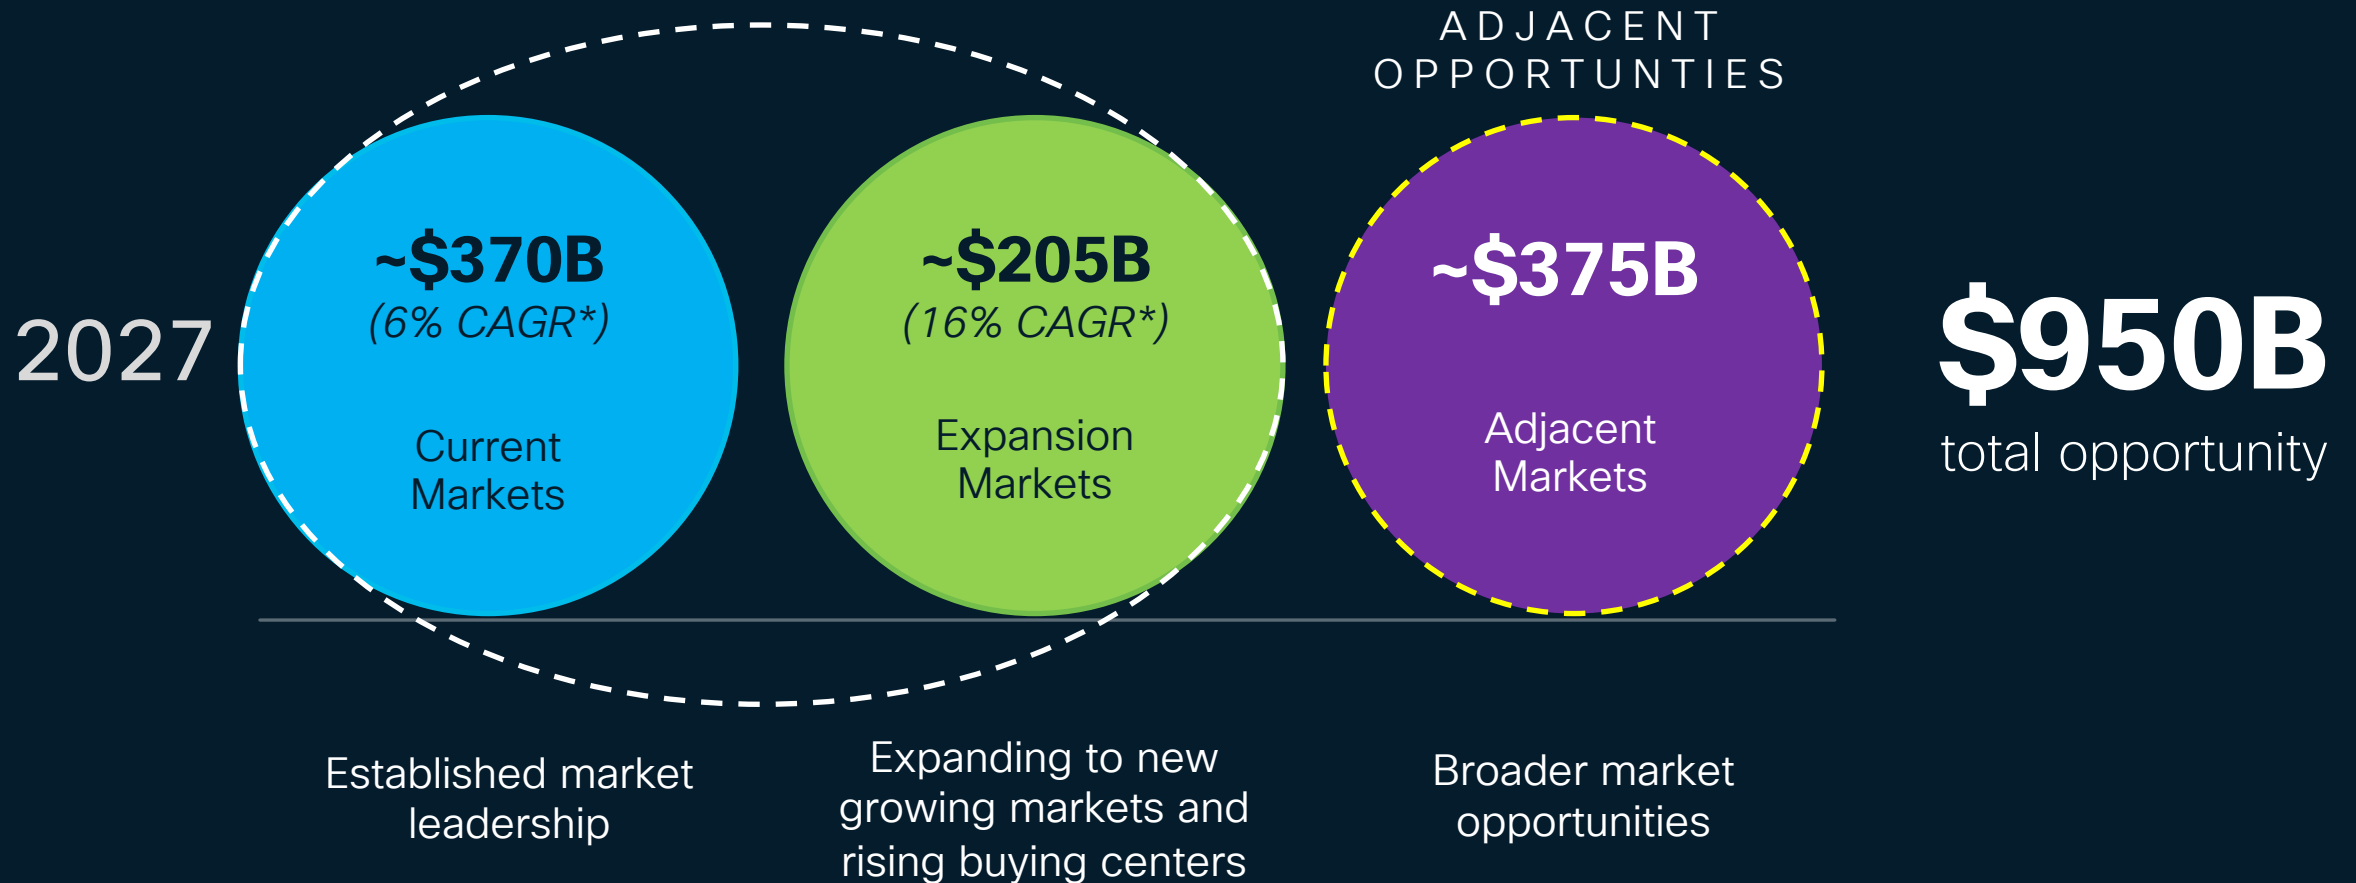 ADJACENT
OPPORTUNTIES
2027
~$370B
(6% CAGR*)
Current
Markets
~$205B
(16% CAGR*)
Expansion
Markets
~$375B
Adjacent
Markets
$950B
total opportunity
Established market
leadership
Expanding to new
growing markets and
rising buying centers
Broader market
opportunities